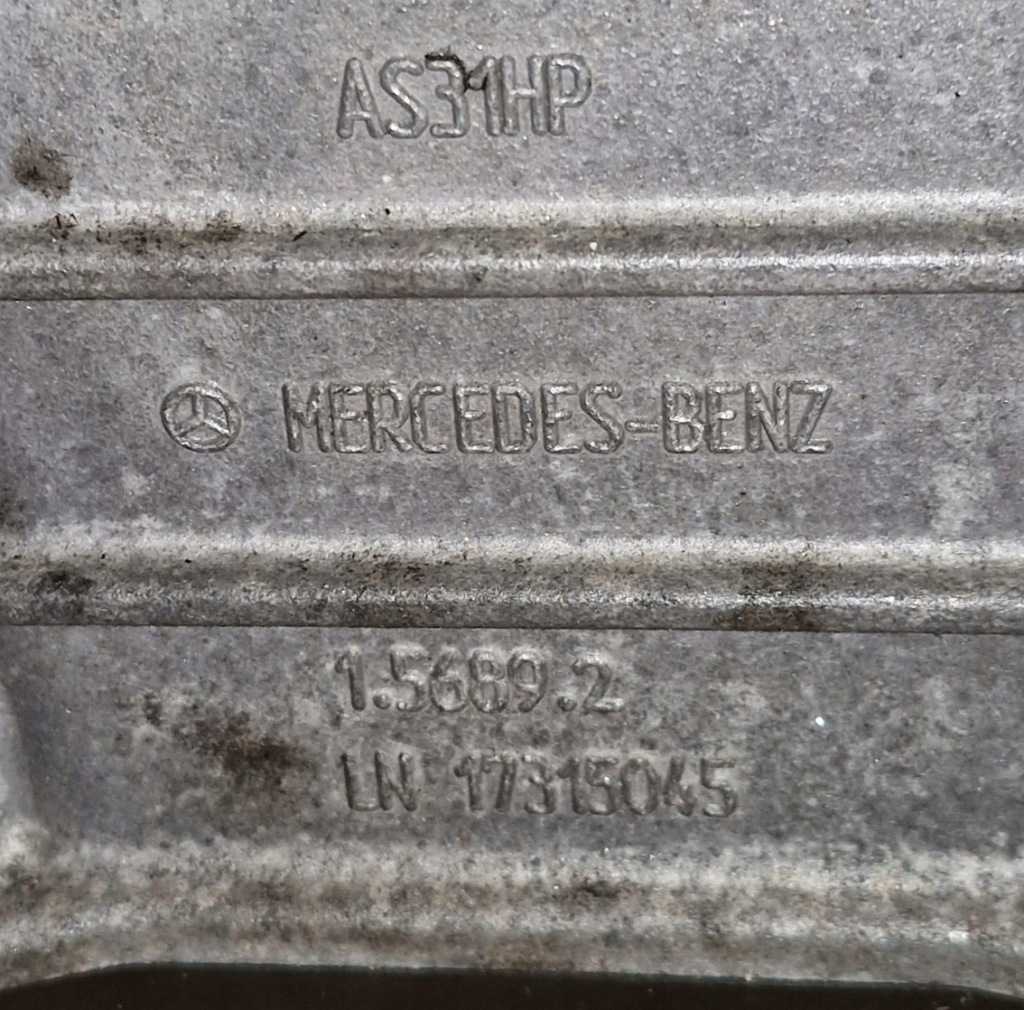 AS31HP
MERCEDES-BENZ
1.5689.2
LN 17315045